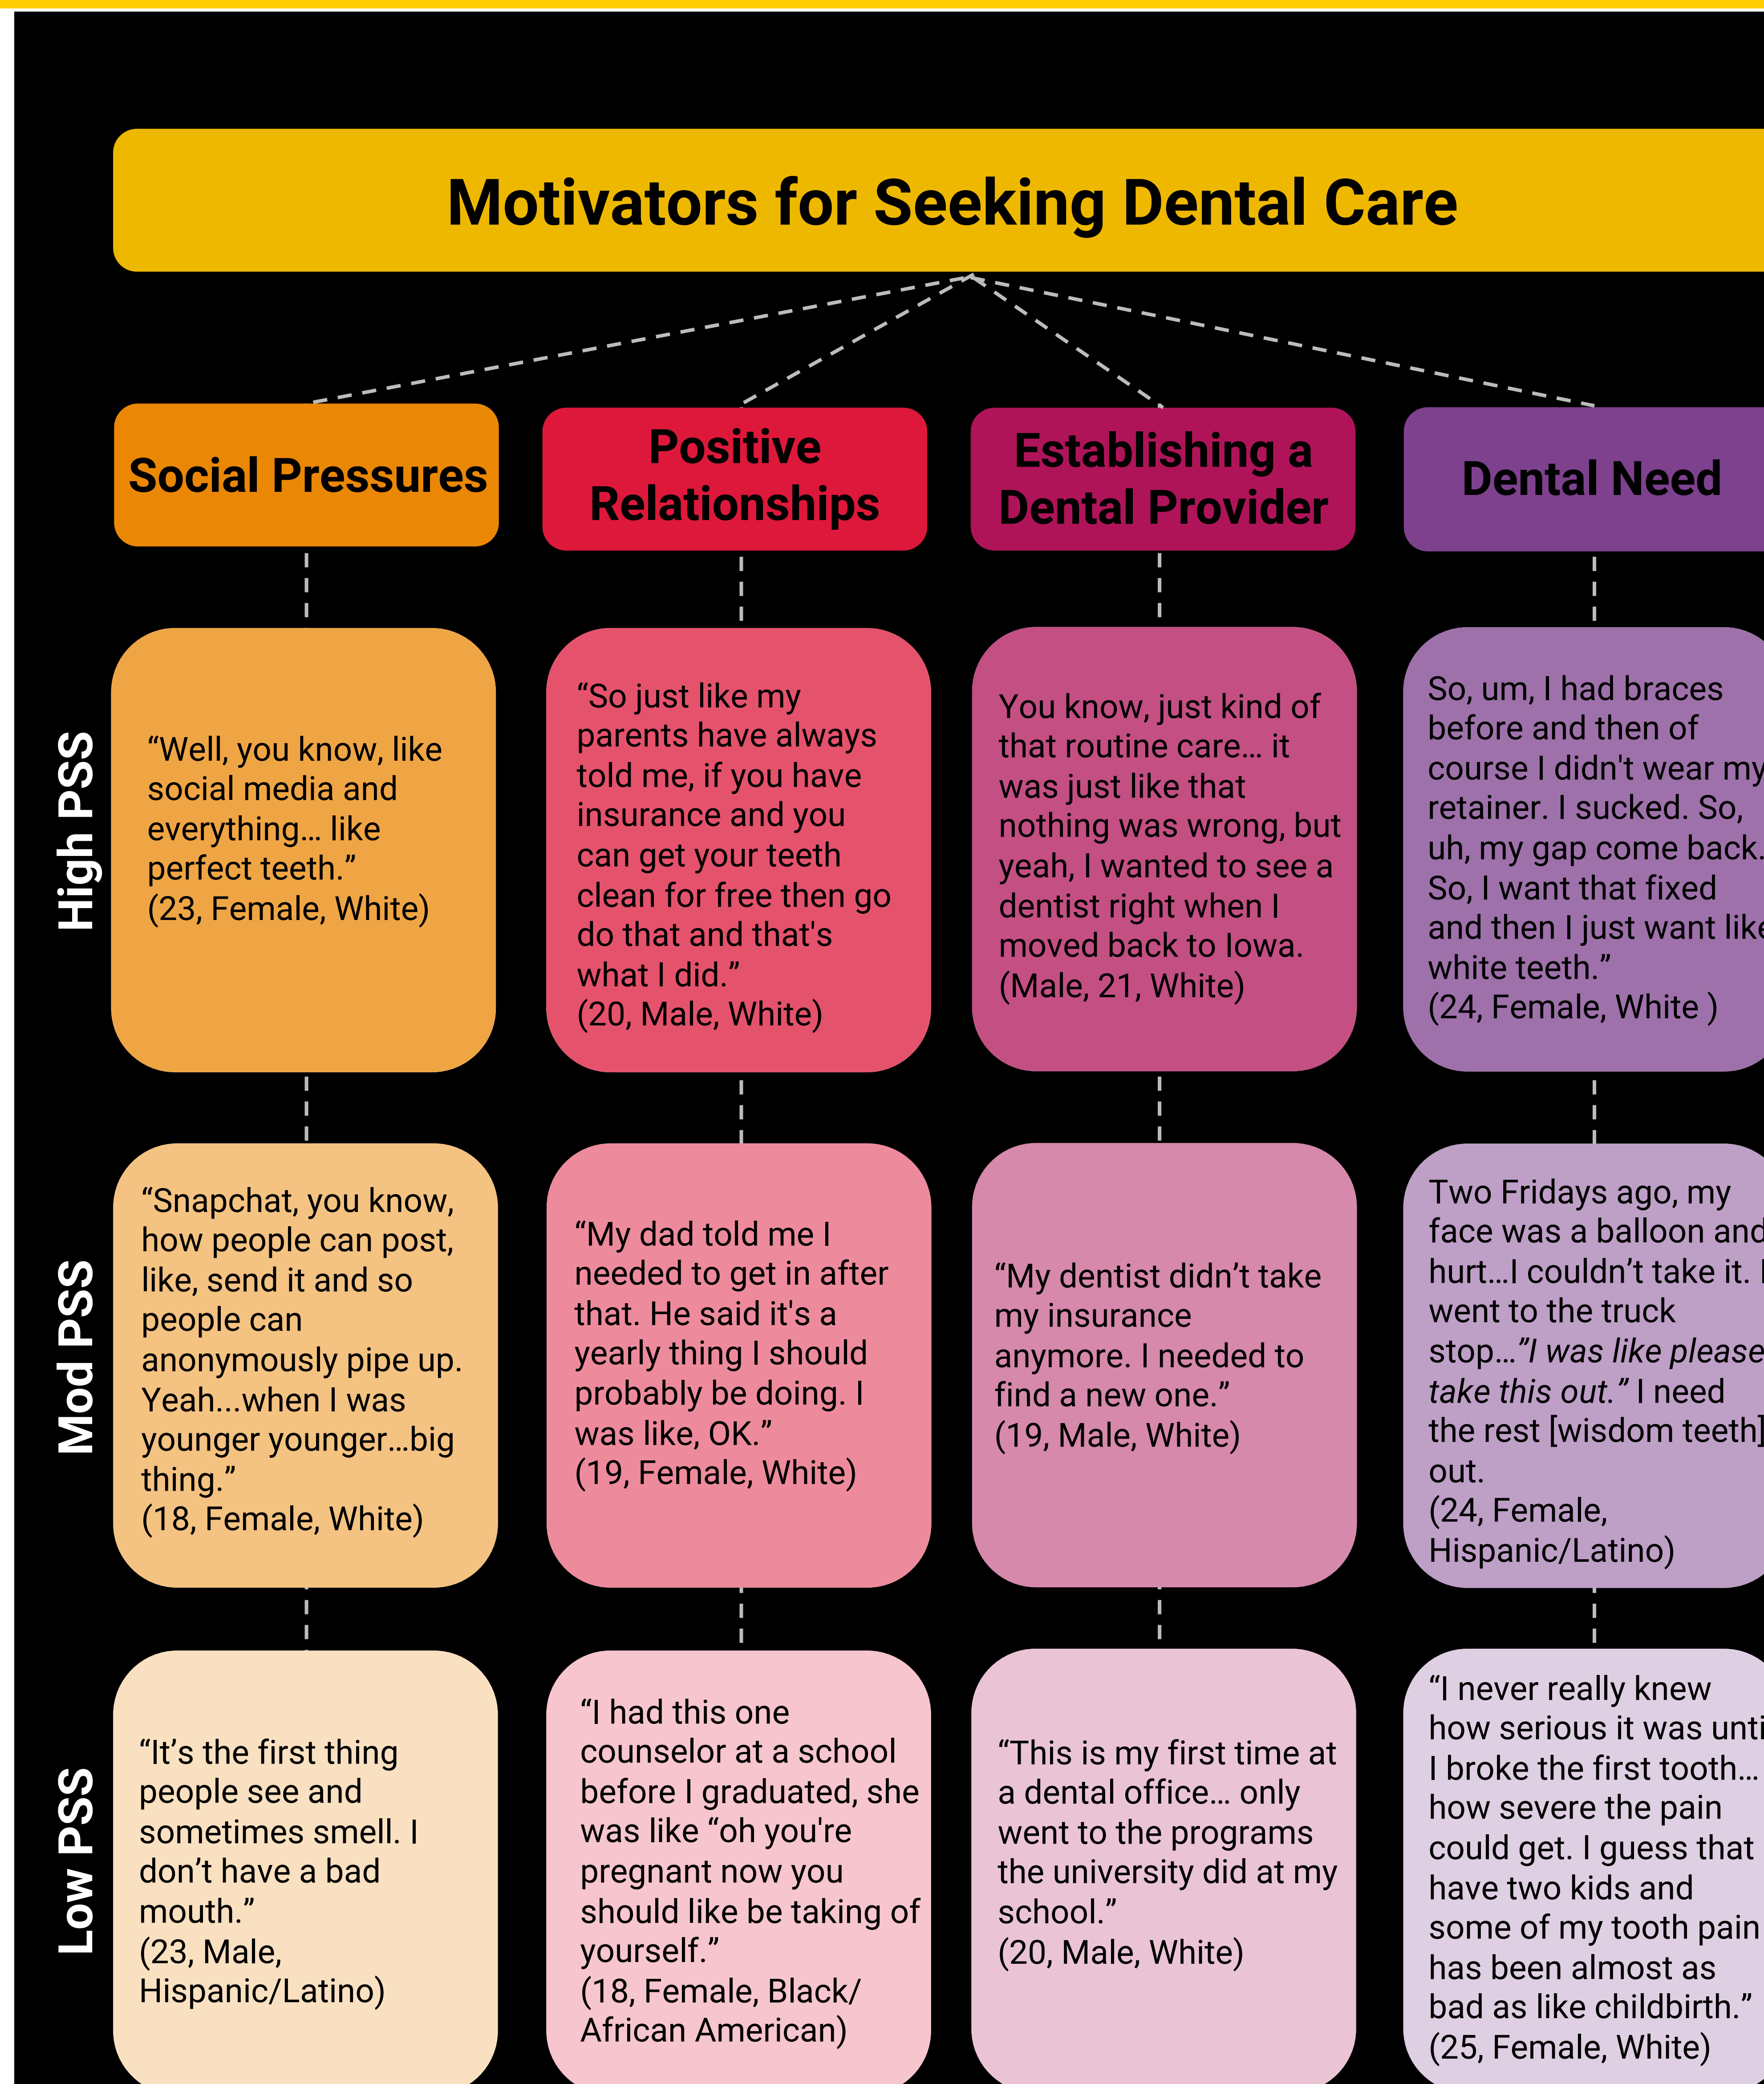 Motivators for Seeking Dental Care
Social Pressures
Positive
Relationships
Establishing a
Dental Provider
Dental Need
High PSS
“Well, you know, like
social media and
everything... like
perfect teeth.”
(23, Female, White)
“So just like my
parents have always
told me, if you have
insurance and you
can get your teeth
clean for free then go
do that and that's
what I did.”
(20, Male, White)
You know, just kind of
that routine care... it
was just like that
nothing was wrong, but
yeah, I wanted to see a
dentist right when I
moved back to Iowa.
(Male, 21, White)
So, um, I had braces
before and then of
course I didn't wear my
retainer. I sucked. So,
uh, my gap come back.
So, I want that fixed
and then I just want like
white teeth.”
(24, Female, White )
Mod PSS
“Snapchat, you know,
how people can post,
like, send it and so
people can
anonymously pipe up.
Yeah...when I was
younger younger...big
thing.”
(18, Female, White)
“My dad told me I
needed to get in after
that. He said it's a
yearly thing I should
probably be doing. I
was like, OK.”
(19, Female, White)
“My dentist didn’t take
my insurance
anymore. I needed to
find a new one.”
(19, Male, White)
Two Fridays ago, my
face was a balloon and
hurt...I couldn’t take it. I
went to the truck
stop...”I was like please
take this out.” I need
the rest [wisdom teeth]
out.
(24, Female,
Hispanic/Latino)
Low PSS
“It’s the first thing
people see and
sometimes smell. I
don’t have a bad
mouth.”
(23, Male,
Hispanic/Latino)
“I had this one
counselor at a school
before I graduated, she
was like “oh you're
pregnant now you
should like be taking of
yourself.”
(18, Female, Black/
African American)
“This is my first time at
a dental office... only
went to the programs
the university did at my
school.”
(20, Male, White)
“I never really knew
how serious it was until
I broke the first tooth...
how severe the pain
could get. I guess that
have two kids and
some of my tooth pain
has been almost as
bad as like childbirth.”
(25, Female, White)